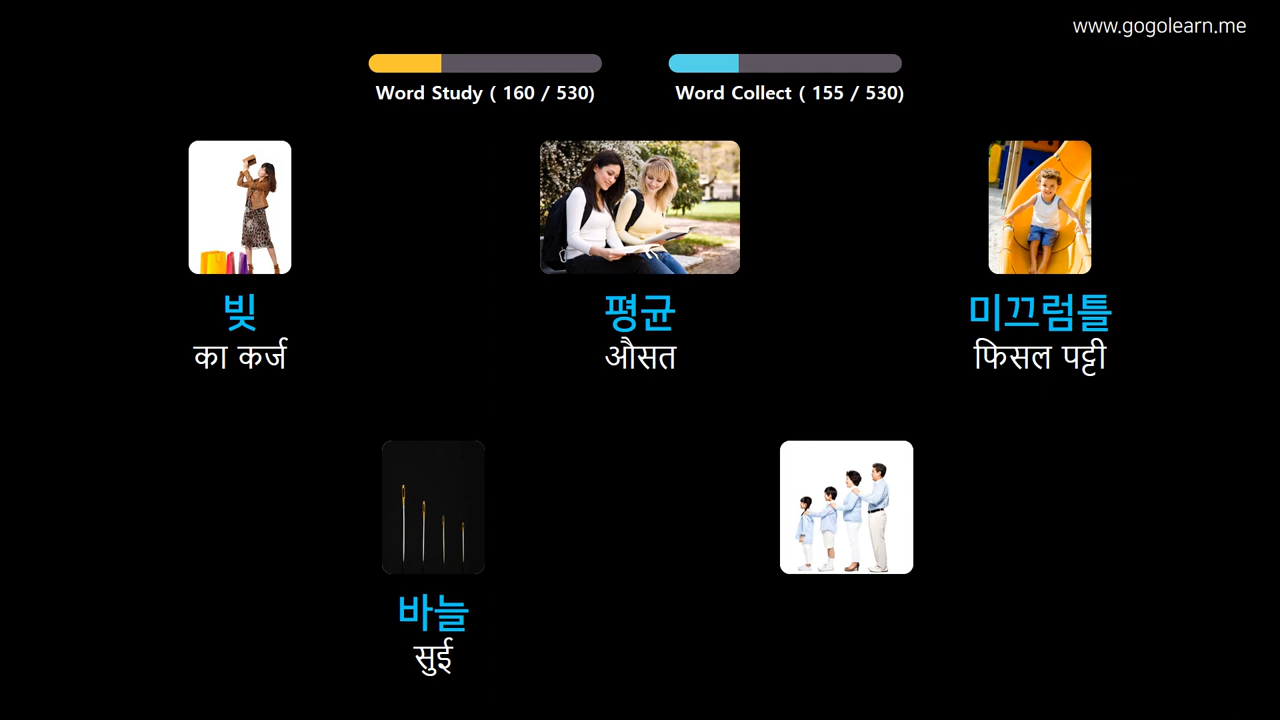 www.gogolearn.me
Word Study ( 160 / 530)
Word Collect ( 155 / 530)
빚
का कर्ज
평균
औसत
미끄럼틀
फिसल पट्टी
바늘
सुई